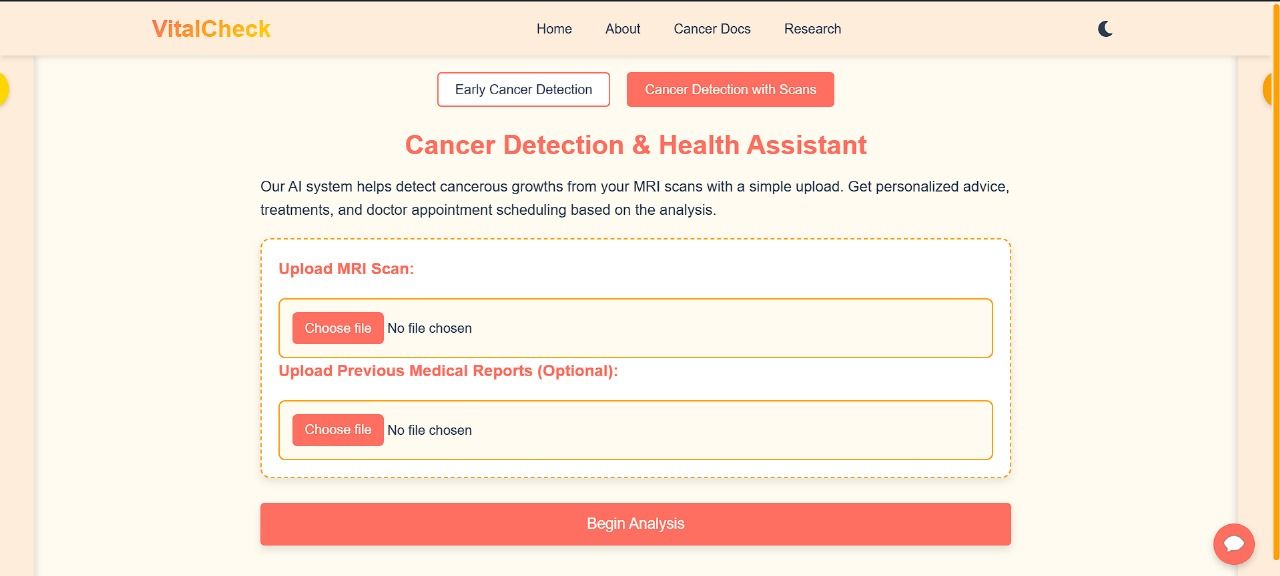 VitalCheck
Home About Cancer Docs Research
Early Cancer Detection Cancer Detection with Scans
Cancer Detection & Health Assistant
Our AI system helps detect cancerous growths from your MRI scans with a simple upload. Get personalized advice,
treatments, and doctor appointment scheduling based on the analysis.
Upload MRI Scan:
Choose file No file chosen
Upload Previous Medical Reports (Optional):
Choose file No file chosen
Begin Analysis